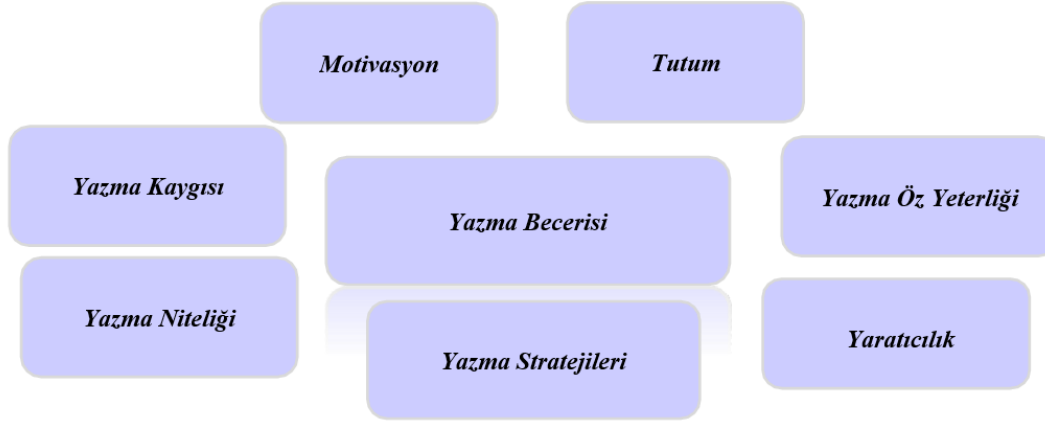 Motivasyon
Tutum
Yazma Kaygısı
Yazma Becerisi
Yazma Öz Yeterliği
Yazma Niteliği
Yazma Stratejileri
Yaratıcılık